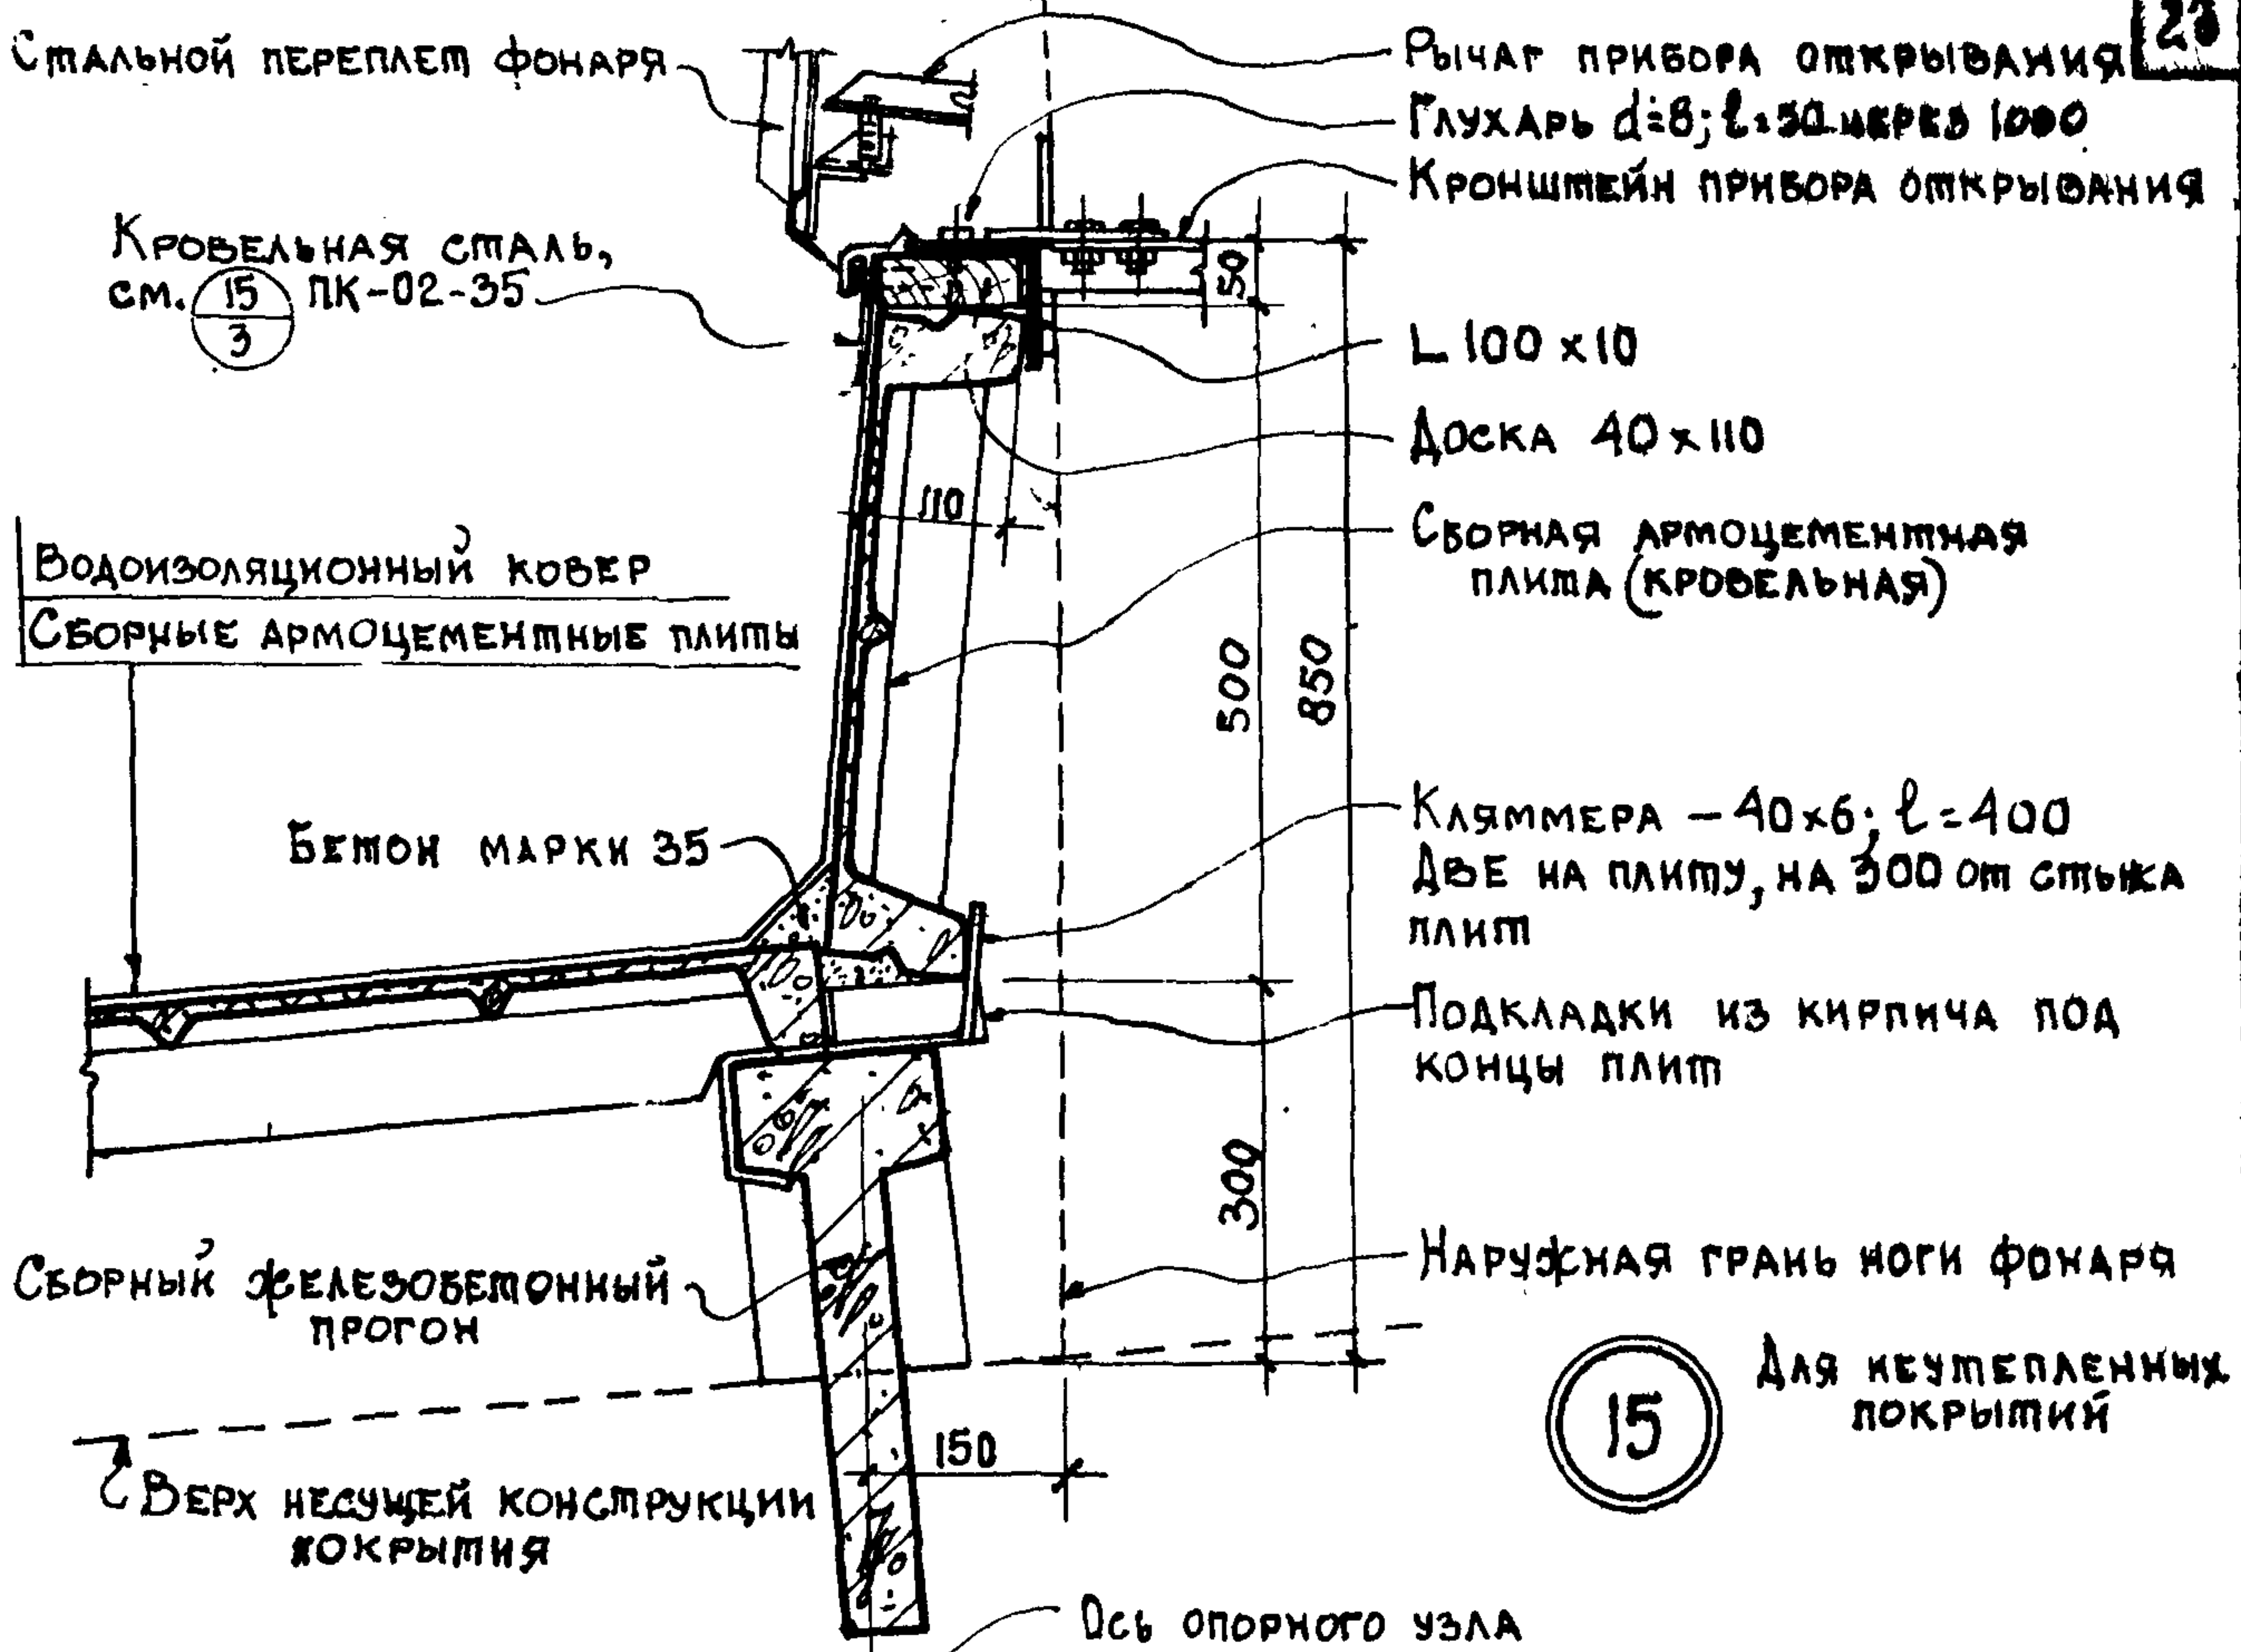 23
Стальной переплет фонаря
Рычаг прибора открывания
Глухарь d=8; ℓ=50 через 1000
Кронштейн прибора открывания
Кровельная сталь,
см. 15/3 ПК-02-35
50
L 100 x 10
Доска 40 x 110
110
Сборная армоцементная
плита (кровельная)
Водоизоляционный ковер
Сборные армоцементные плиты
500
850
Бетон марки 35
Кляммера – 40x6; ℓ=400
Две на плиту, на 300 от стыка
плит
Подкладки из кирпича под
концы плит
300
Сборный железобетонный
прогон
Наружная грань ноги фонаря
15
Для неутепленных
покрытий
150
Верх несущей конструкции
покрытия
Ось опорного узла